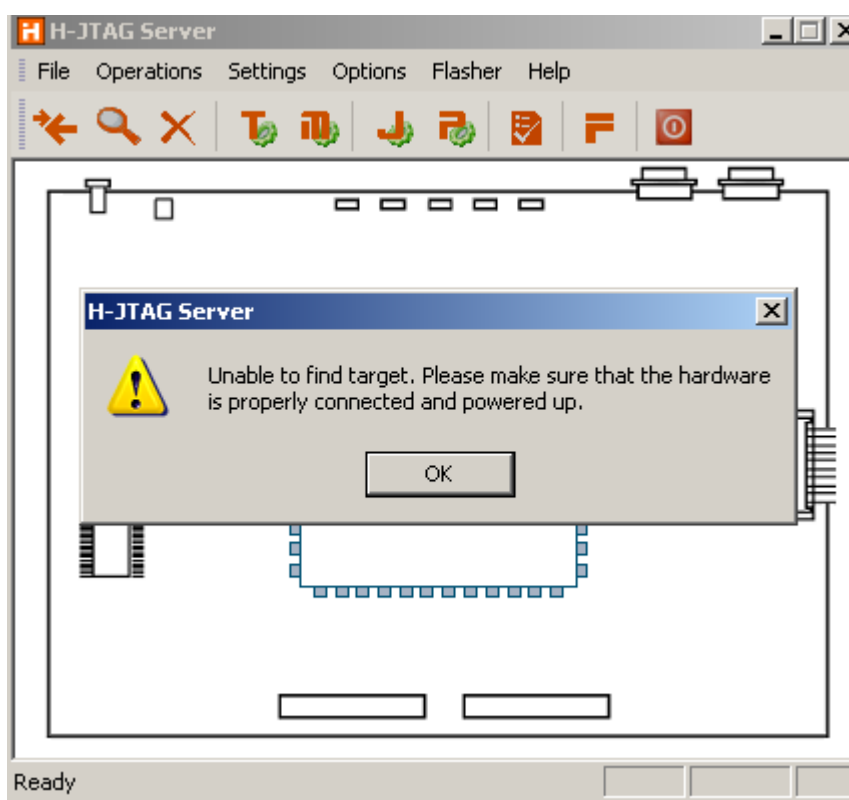 H-JTAG Server
File Operations Settings Options Flasher Help
H-JTAG Server
Unable to find target. Please make sure that the hardware
is properly connected and powered up.
OK
Ready